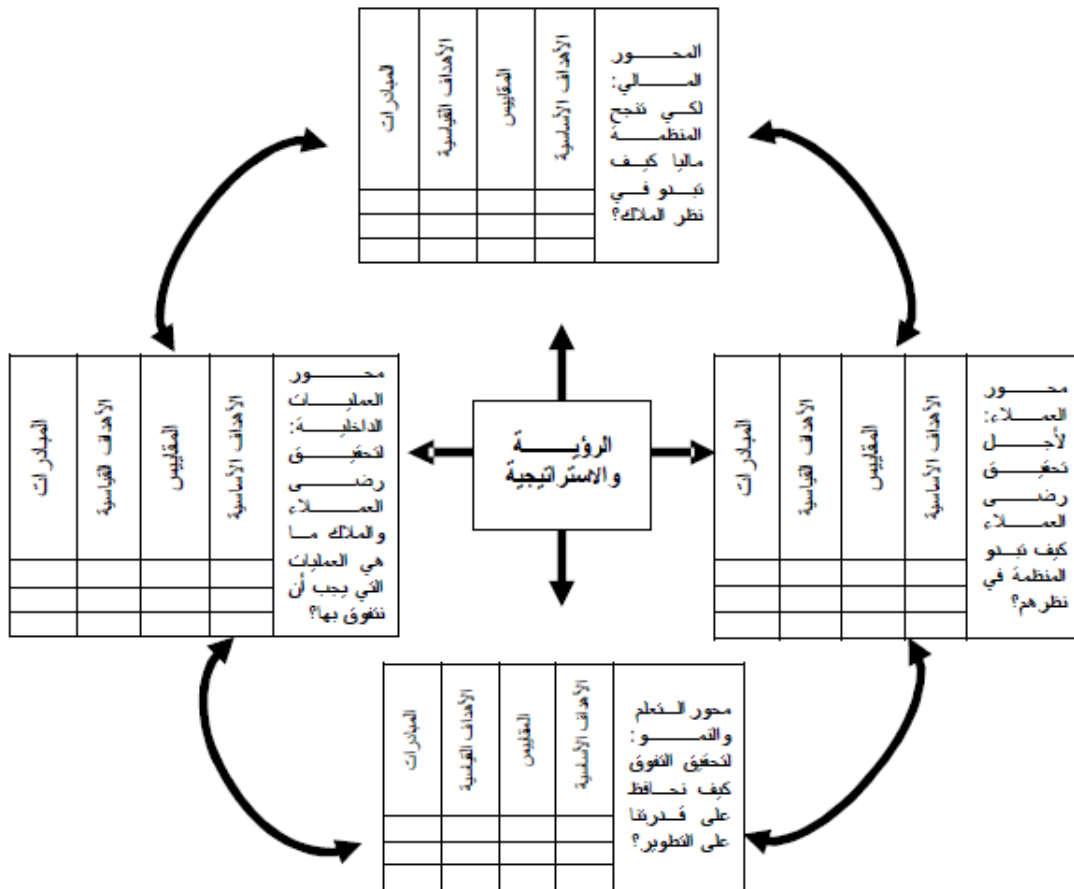 المحور
المالي:
لكي تنجح
المنظمة
ماليا كيف
تبدو في
نظر الملاك؟
الأهداف الأساسية
المقاييس
الأهداف القياسية
المبادرات
محور
العملاء:
لأجل
تحقيق
رضى
العملاء
كيف تبدو
المنظمة في
نظرهم؟
الأهداف الأساسية
المقاييس
الأهداف القياسية
المبادرات
الرؤية
والاستراتيجية
محور
العمليات
الداخلية:
لتحقيق
رضى
العملاء
والملاك ما
هي العمليات
التي يجب أن
نتفوق بها؟
الأهداف الأساسية
المقاييس
الأهداف القياسية
المبادرات
محور التعلم
والنمو:
لتحقيق التفوق
كيف نحافظ
على قدرتنا
على التطوير؟
الأهداف الأساسية
المقاييس
الأهداف القياسية
المبادرات